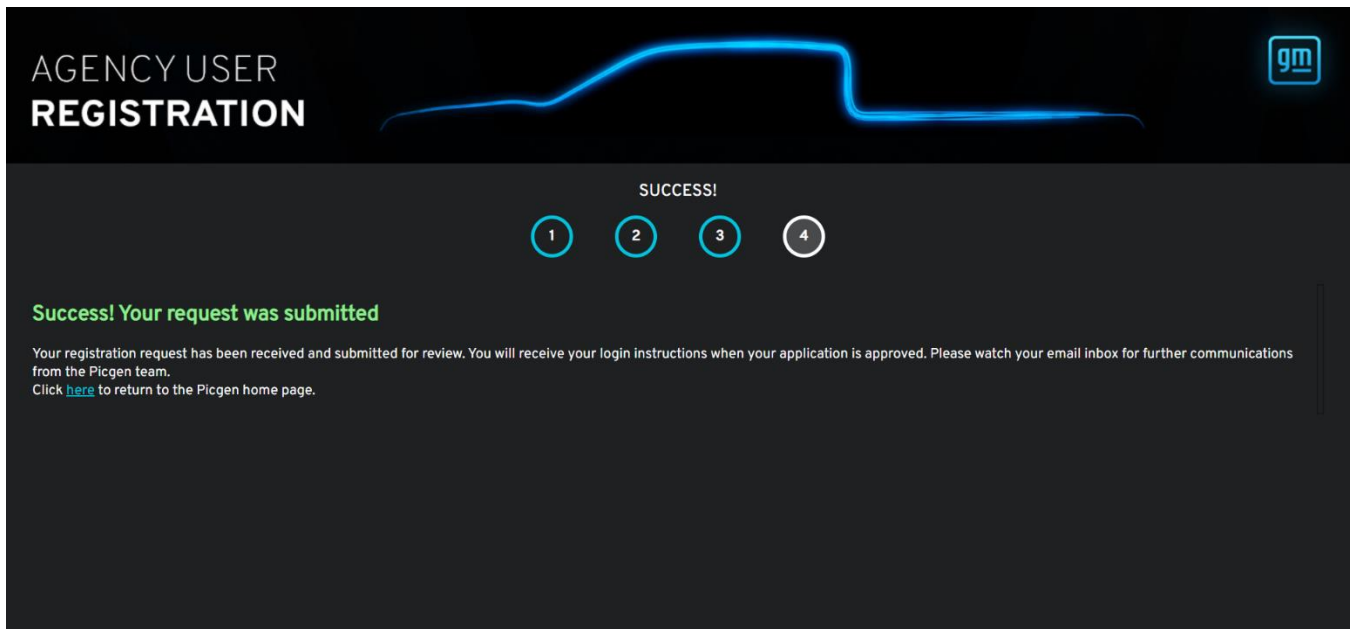 AGENCY USER
REGISTRATION
gm
SUCCESS!
1 2 3 4
Success! Your request was submitted
Your registration request has been received and submitted for review. You will receive your login instructions when your application is approved. Please watch your email inbox for further communications
from the Picgen team.
Click here to return to the Picgen home page.